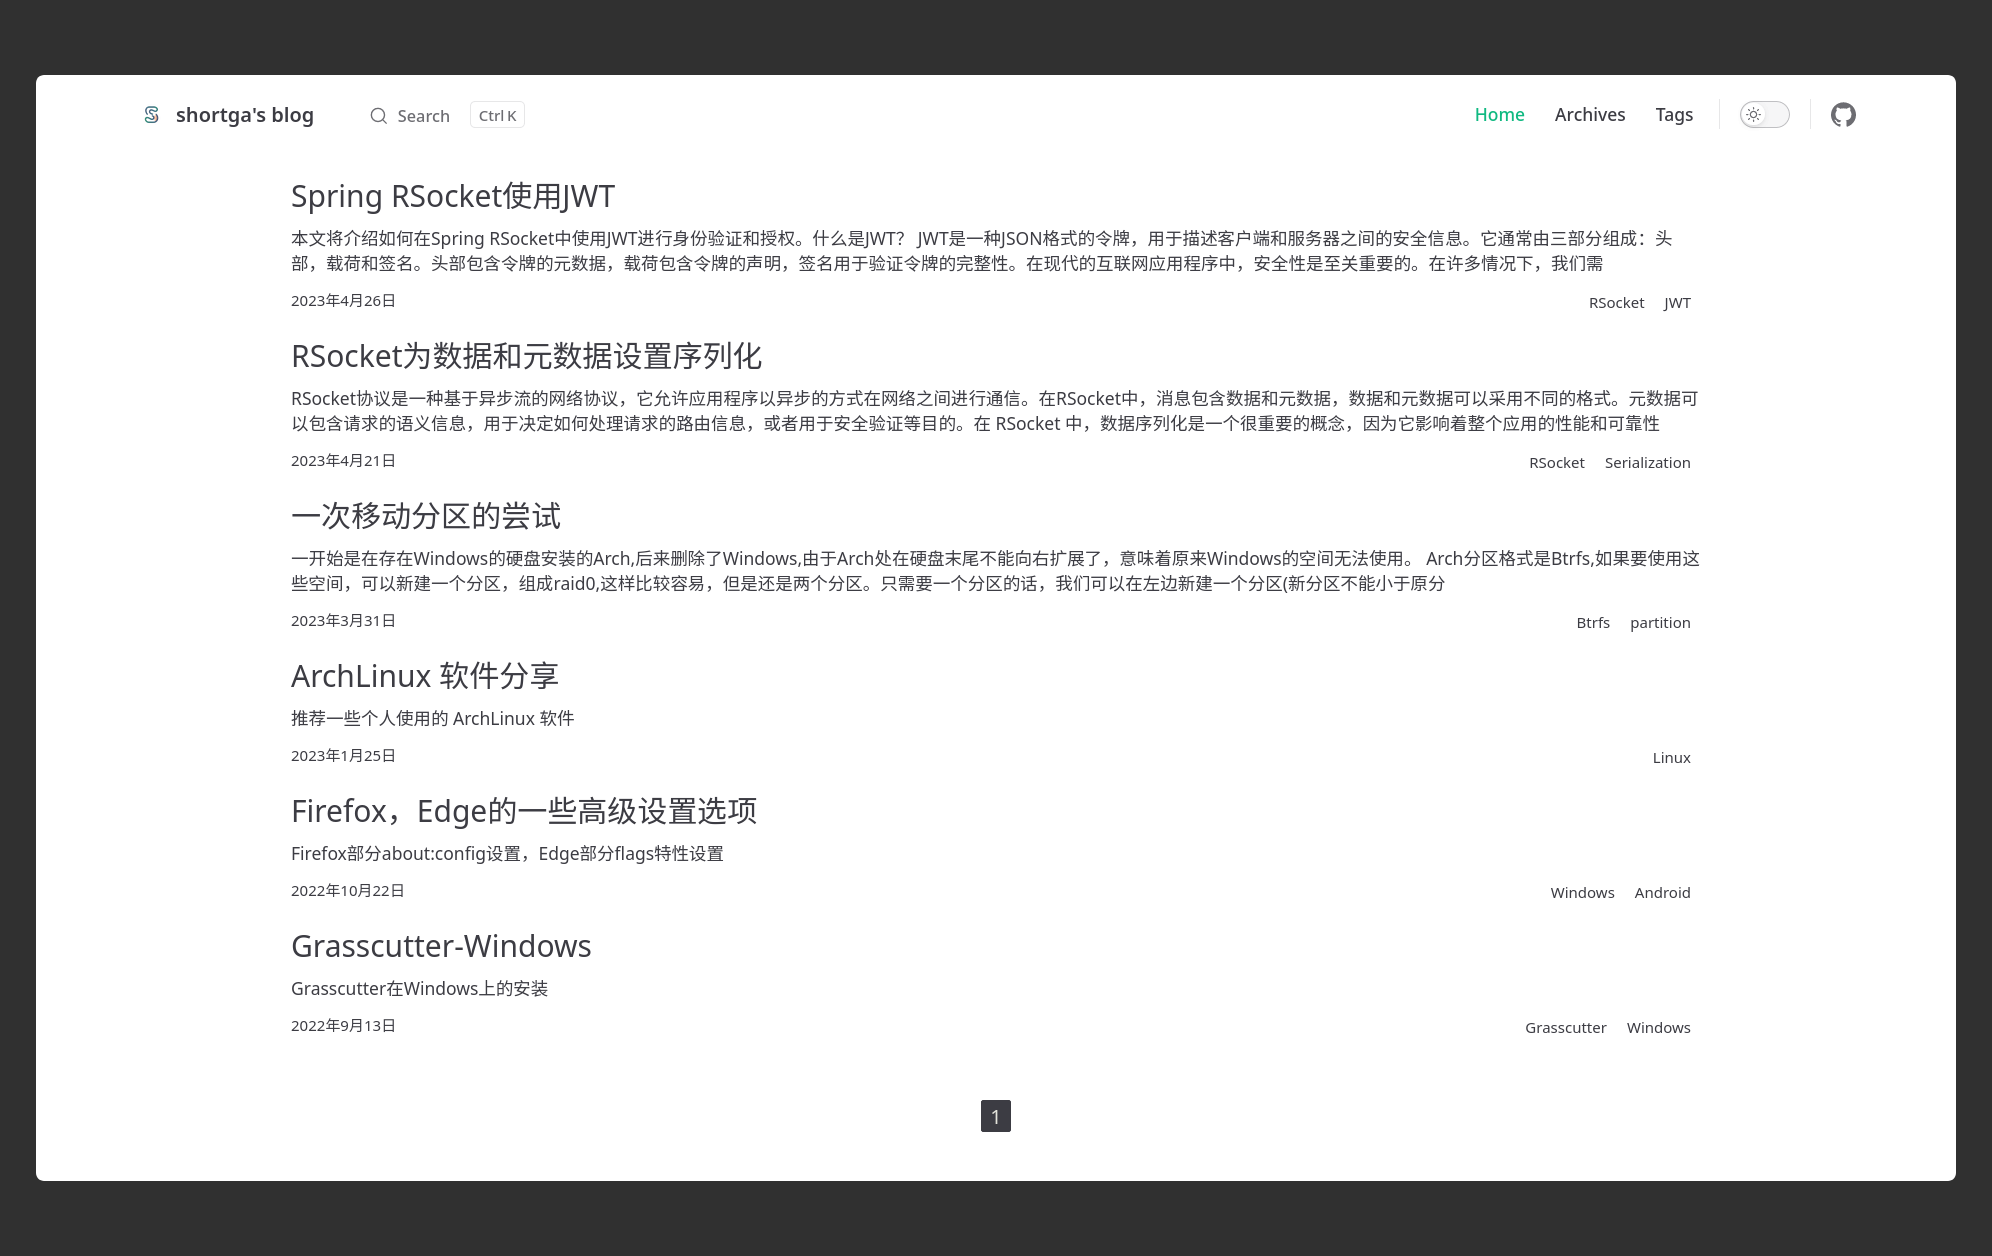 shortga's blog Search Ctrl K Home Archives Tags
Spring RSocket使用JWT
本文将介绍如何在Spring RSocket中使用JWT进行身份验证和授权。什么是JWT? JWT是一种JSON格式的令牌，用于描述客户端和服务器之间的安全信息。它通常由三部分组成：头
部，载荷和签名。头部包含令牌的元数据，载荷包含令牌的声明，签名用于验证令牌的完整性。在现代的互联网应用程序中，安全性是至关重要的。在许多情况下，我们需
2023年4月26日 RSocket JWT
RSocket为数据和元数据设置序列化
RSocket协议是一种基于异步流的网络协议，它允许应用程序以异步的方式在网络之间进行通信。在RSocket中，消息包含数据和元数据，数据和元数据可以采用不同的格式。元数据可
以包含请求的语义信息，用于决定如何处理请求的路由信息，或者用于安全验证等目的。在 RSocket 中，数据序列化是一个很重要的概念，因为它影响着整个应用的性能和可靠性
2023年4月21日 RSocket Serialization
一次移动分区的尝试
一开始是在存在Windows的硬盘安装的Arch,后来删除了Windows,由于Arch处在硬盘末尾不能向右扩展了，意味着原来Windows的空间无法使用。 Arch分区格式是Btrfs,如果要使用这
些空间，可以新建一个分区，组成raid0,这样比较容易，但是还是两个分区。只需要一个分区的话，我们可以在左边新建一个分区(新分区不能小于原分
2023年3月31日 Btrfs partition
ArchLinux 软件分享
推荐一些个人使用的 ArchLinux 软件
2023年1月25日 Linux
Firefox，Edge的一些高级设置选项
Firefox部分about:config设置，Edge部分flags特性设置
2022年10月22日 Windows Android
Grasscutter-Windows
Grasscutter在Windows上的安装
2022年9月13日 Grasscutter Windows
1